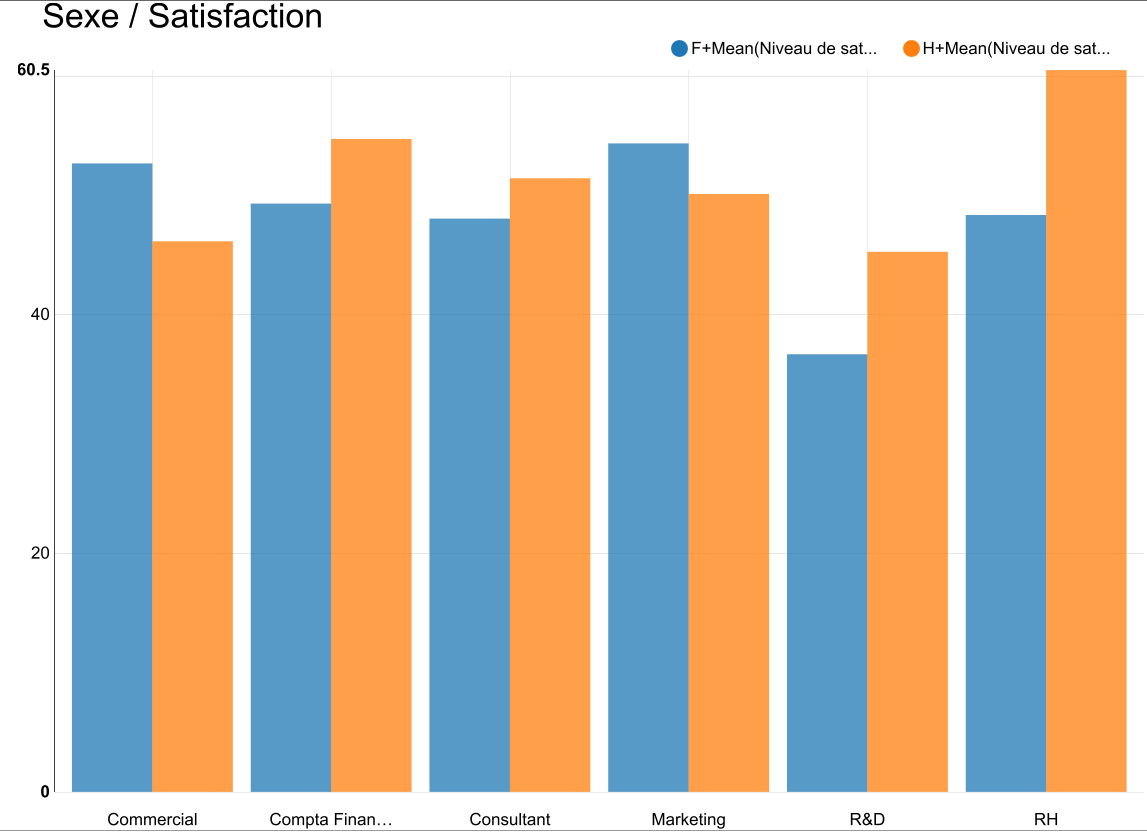 Sexe / Satisfaction
F+Mean(Niveau de sat... H+Mean(Niveau de sat...
60.5
40
20
0
Commercial Compta Finan… Consultant Marketing R&D RH